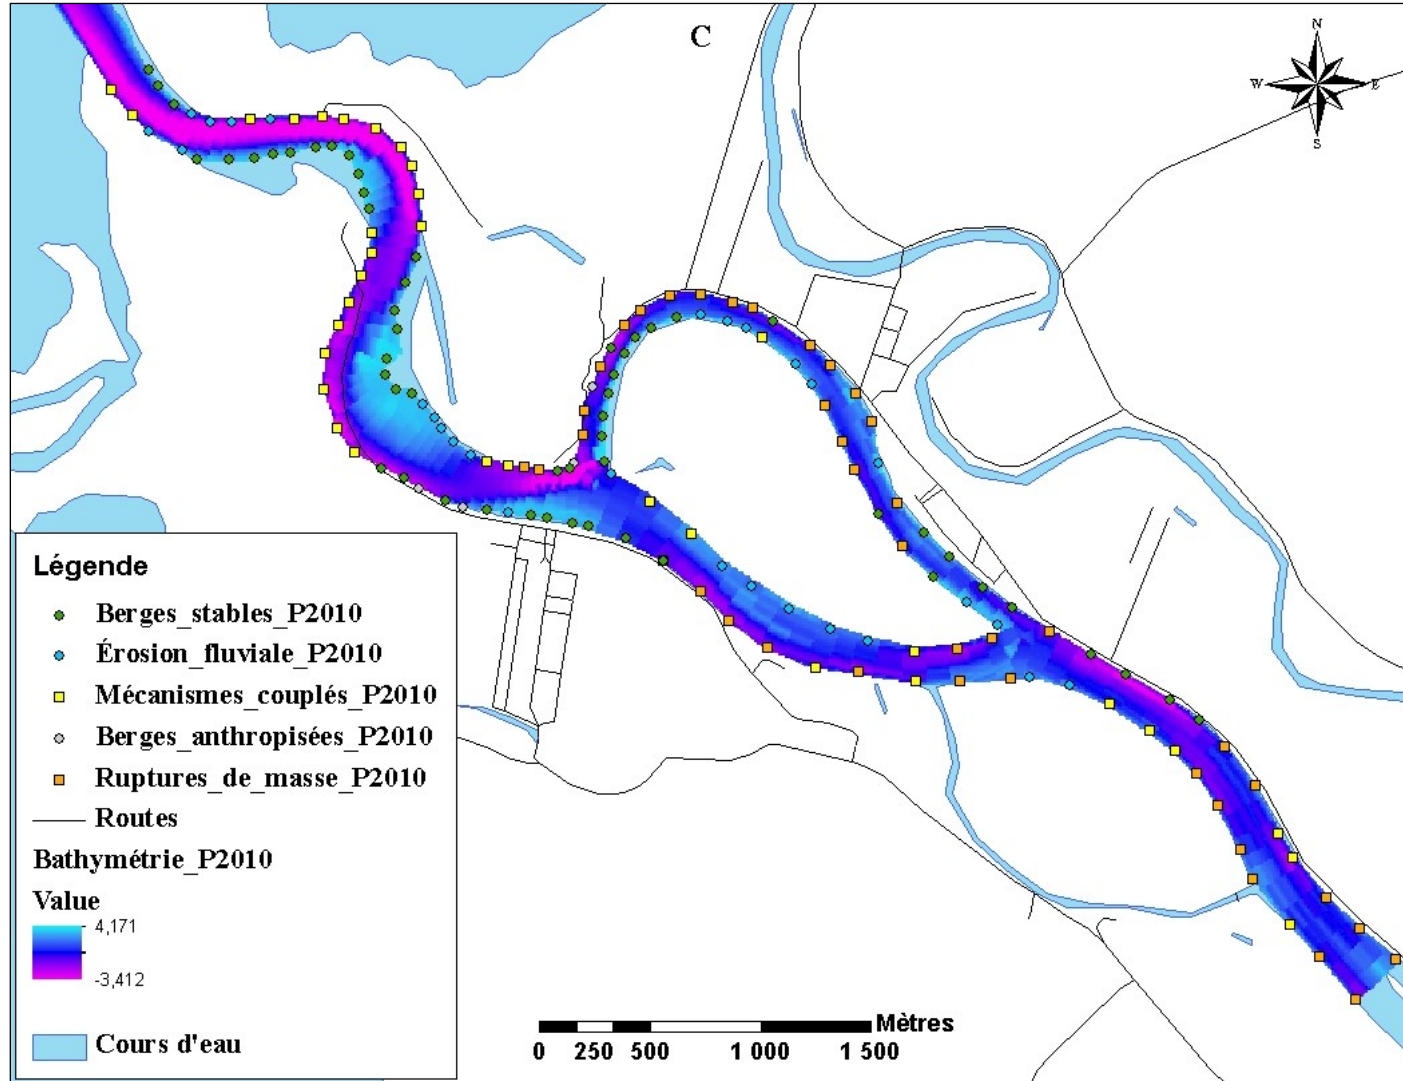 C
N
W E
S
Légende
Berges_stables_P2010
Érosion_fluviale_P2010
Mécanismes_couplés_P2010
Berges_anthropisées_P2010
Ruptures_de_masse_P2010
Routes
Bathymétrie_P2010
Value
4,171
-3,412
Cours d'eau
Mètres
0 250 500 1 000 1 500